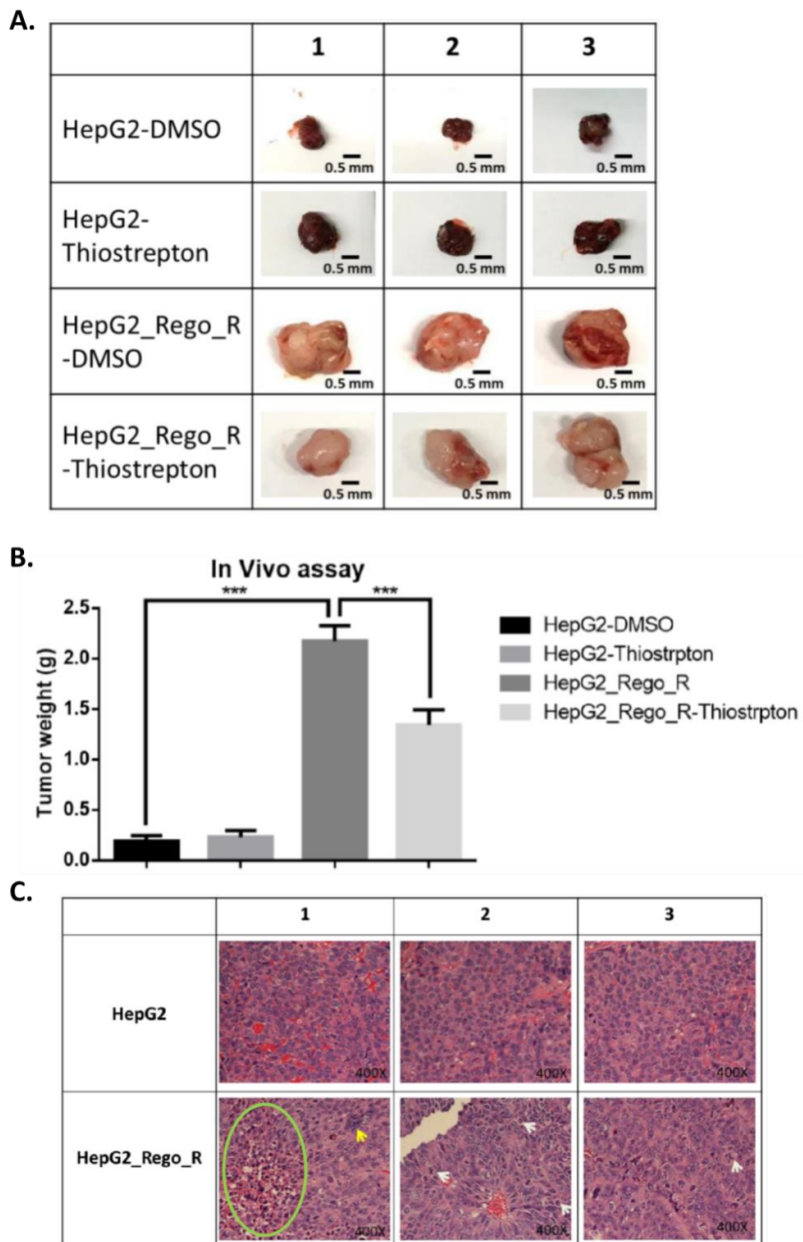 A.
1 2 3
HepG2-DMSO
0.5 mm 0.5 mm 0.5 mm
HepG2-
Thiostrepton
0.5 mm 0.5 mm 0.5 mm
HepG2_Rego_R
-DMSO
0.5 mm 0.5 mm 0.5 mm
HepG2_Rego_R
-Thiostrepton
0.5 mm 0.5 mm 0.5 mm
B.
In Vivo assay
*** ***
Tumor weight (g)
2.5
2.0
1.5
1.0
0.5
0.0
HepG2-DMSO
HepG2-Thiostrpton
HepG2_Rego_R
HepG2_Rego_R-Thiostrpton
C.
1 2 3
HepG2
400X 400X 400X
HepG2_Rego_R
400X 400X 400X